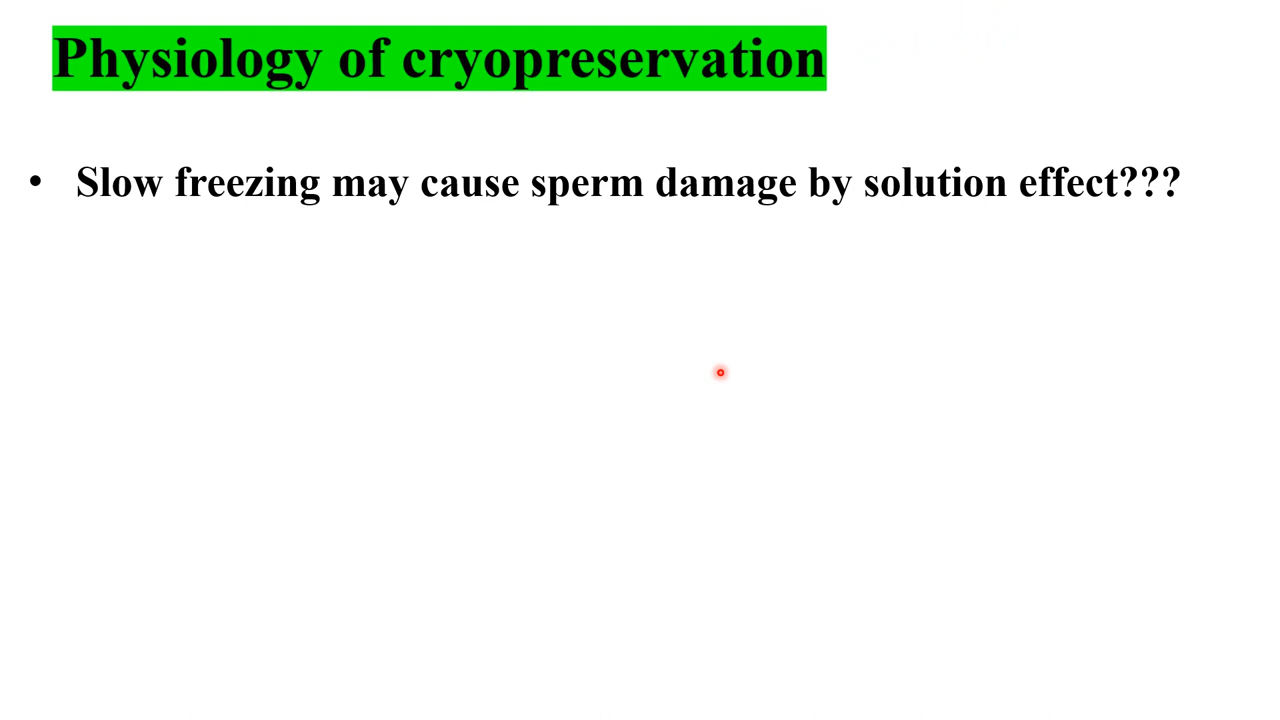 Physiology of cryopreservation
• Slow freezing may cause sperm damage by solution effect???